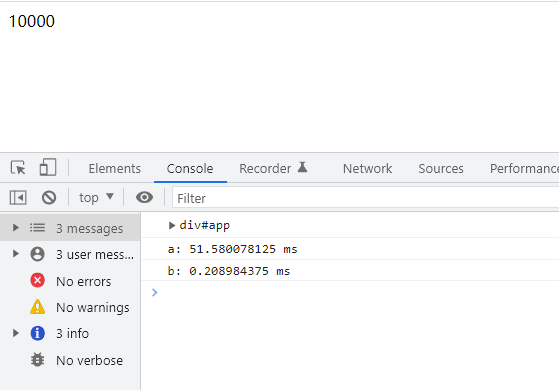 10000
Elements Console Recorder Network Sources Performance
top Filter
3 messages
3 user mess...
No errors
No warnings
3 info
No verbose
▶div#app
a: 51.580078125 ms
b: 0.208984375 ms
>